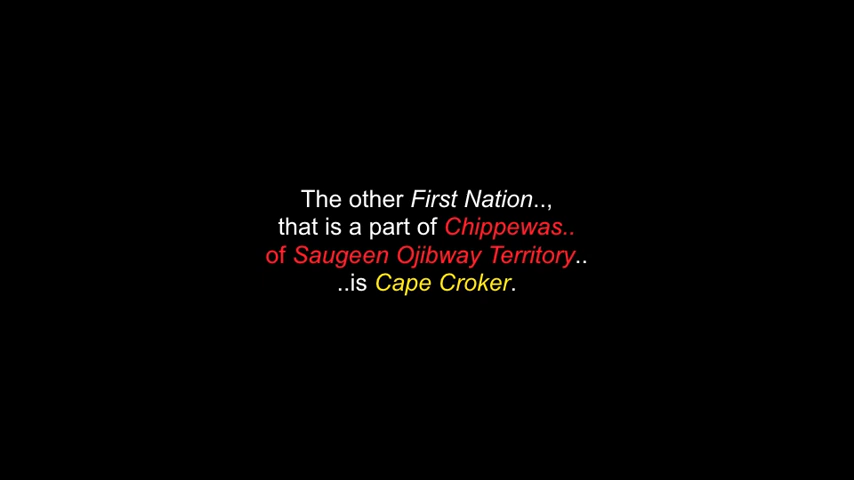 The other First Nation..,
that is a part of Chippewas..
of Saugeen Ojibway Territory..
..is Cape Croker.